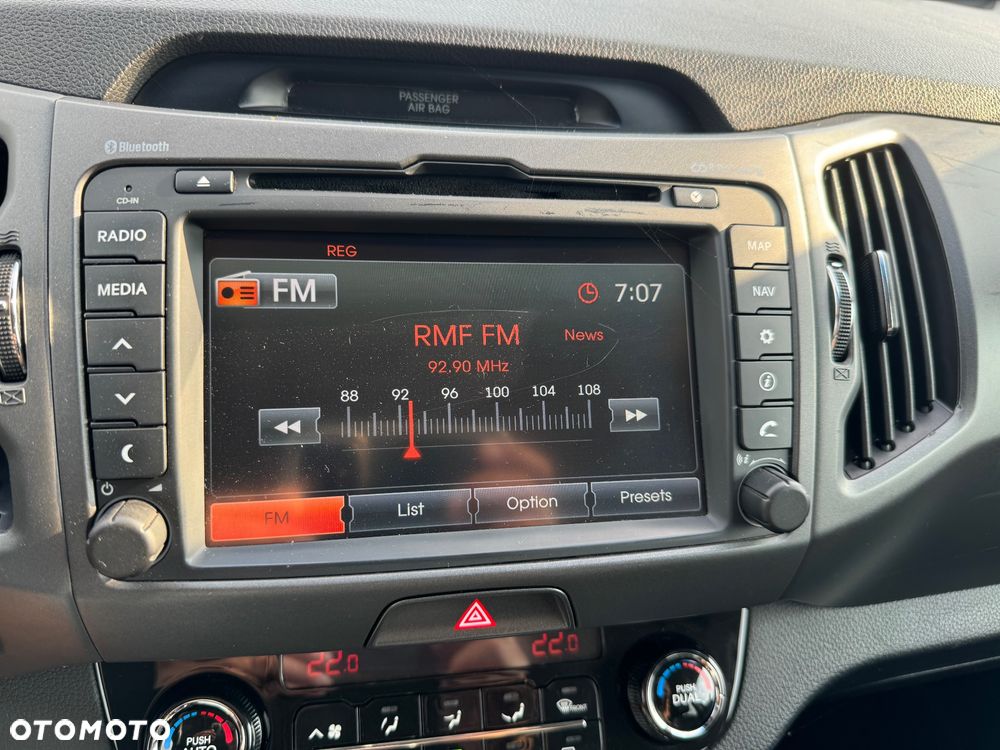 PASSENGER
AIR BAG
Bluetooth
CD-IN
RADIO
MEDIA
MAP
NAV
REG
FM
7:07
RMF FM
News
92.90 MHz
88 92 96 100 104 108
FM
List
Option
Presets
22.0
22.0
PUSH
AUTO
PUSH
DUAL
FRONT
OTOMOTO